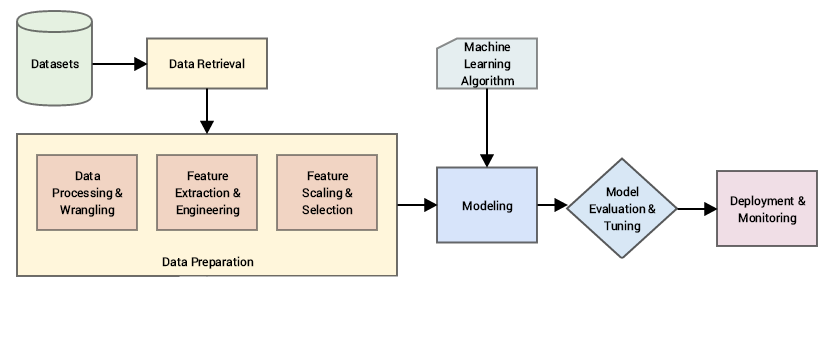 Datasets
Data Retrieval
Machine
Learning
Algorithm
Data
Processing &
Wrangling
Feature
Extraction &
Engineering
Feature
Scaling &
Selection
Data Preparation
Modeling
Model
Evaluation &
Tuning
Deployment &
Monitoring